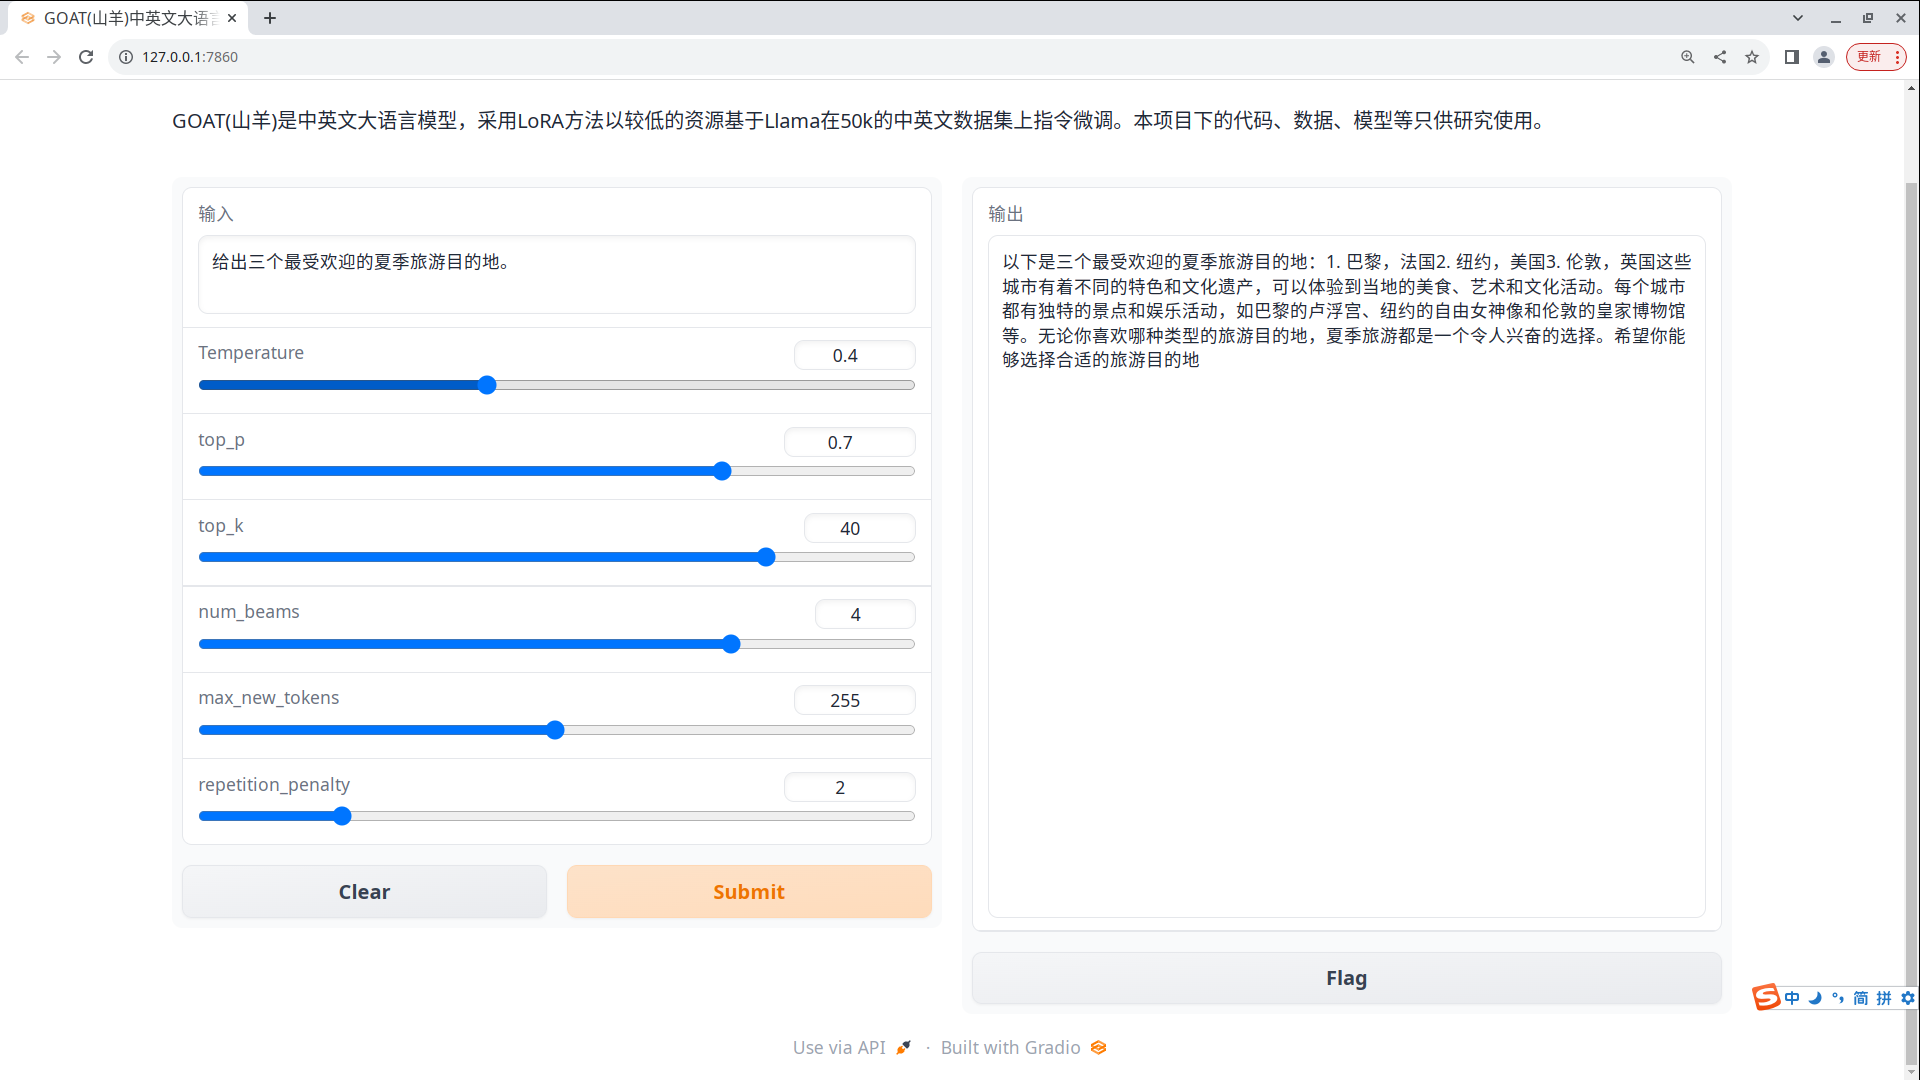 GOAT(山羊)中英文大语言
127.0.0.1:7860
更新
GOAT(山羊)是中英文大语言模型，采用LoRA方法以较低的资源基于Llama在50k的中英文数据集上指令微调。本项目下的代码、数据、模型等只供研究使用。
输入
给出三个最受欢迎的夏季旅游目的地。
Temperature
0.4
top_p
0.7
top_k
40
num_beams
4
max_new_tokens
255
repetition_penalty
2
Clear
Submit
输出
以下是三个最受欢迎的夏季旅游目的地：1. 巴黎，法国2. 纽约，美国3. 伦敦，英国这些
城市有着不同的特色和文化遗产，可以体验到当地的美食、艺术和文化活动。每个城市
都有独特的景点和娱乐活动，如巴黎的卢浮宫、纽约的自由女神像和伦敦的皇家博物馆
等。无论你喜欢哪种类型的旅游目的地，夏季旅游都是一个令人兴奋的选择。希望你能
够选择合适的旅游目的地
Flag
中 简 拼
Use via API · Built with Gradio